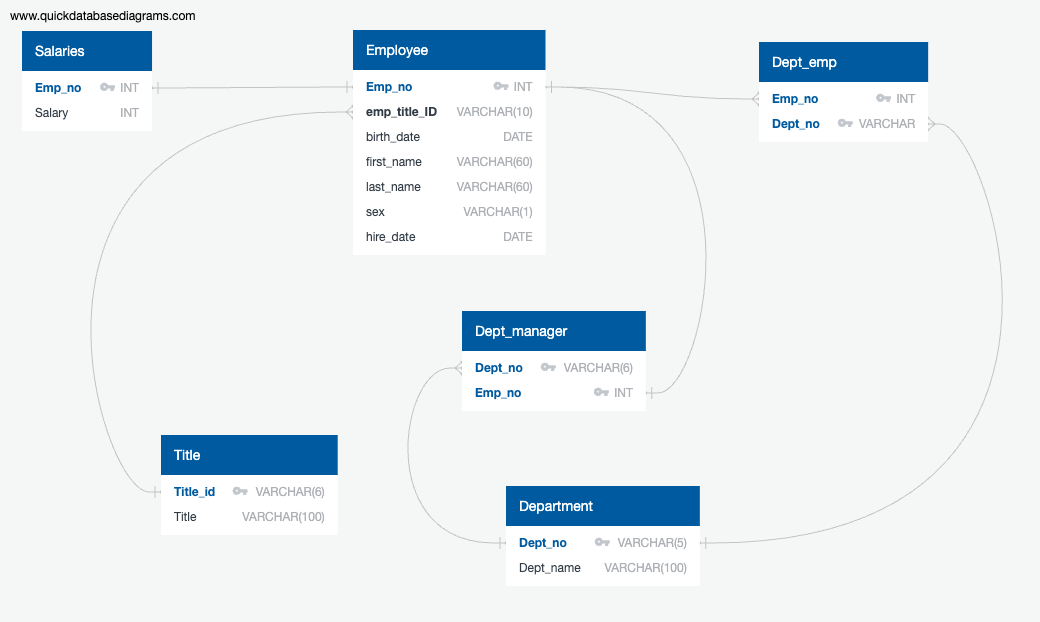 www.quickdatabasediagrams.com
Salaries
Emp_no INT
Salary INT
Employee
Emp_no INT
emp_title_ID VARCHAR(10)
birth_date DATE
first_name VARCHAR(60)
last_name VARCHAR(60)
sex VARCHAR(1)
hire_date DATE
Dept_emp
Emp_no INT
Dept_no VARCHAR
Dept_manager
Dept_no VARCHAR(6)
Emp_no INT
Title
Title_id VARCHAR(6)
Title VARCHAR(100)
Department
Dept_no VARCHAR(5)
Dept_name VARCHAR(100)